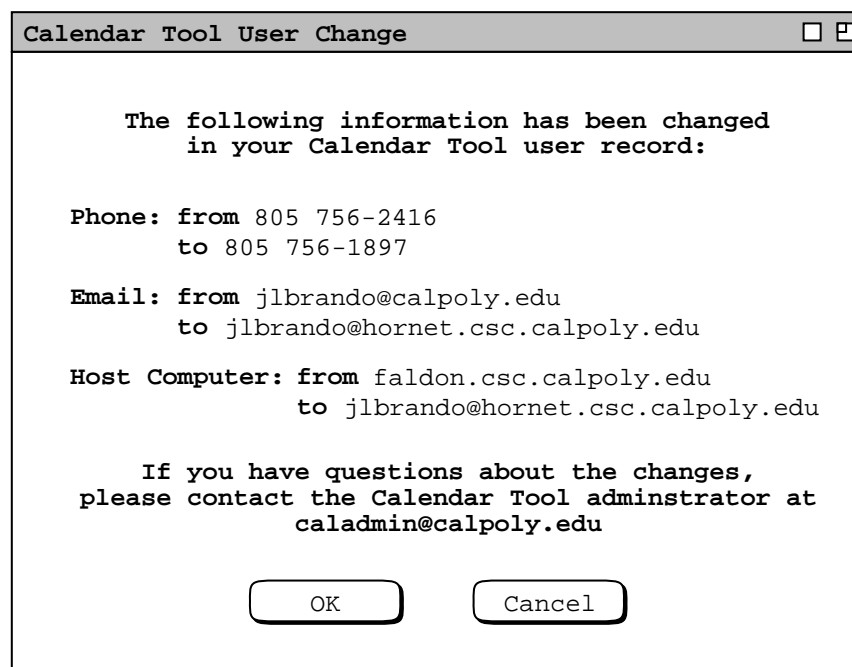 Calendar Tool User Change
The following information has been changed
in your Calendar Tool user record:
Phone: from 805 756-2416
to 805 756-1897
Email: from jlbrando@calpoly.edu
to jlbrando@hornet.csc.calpoly.edu
Host Computer: from faldon.csc.calpoly.edu
to jlbrando@hornet.csc.calpoly.edu
If you have questions about the changes,
please contact the Calendar Tool adminstrator at
caladmin@calpoly.edu
OK Cancel